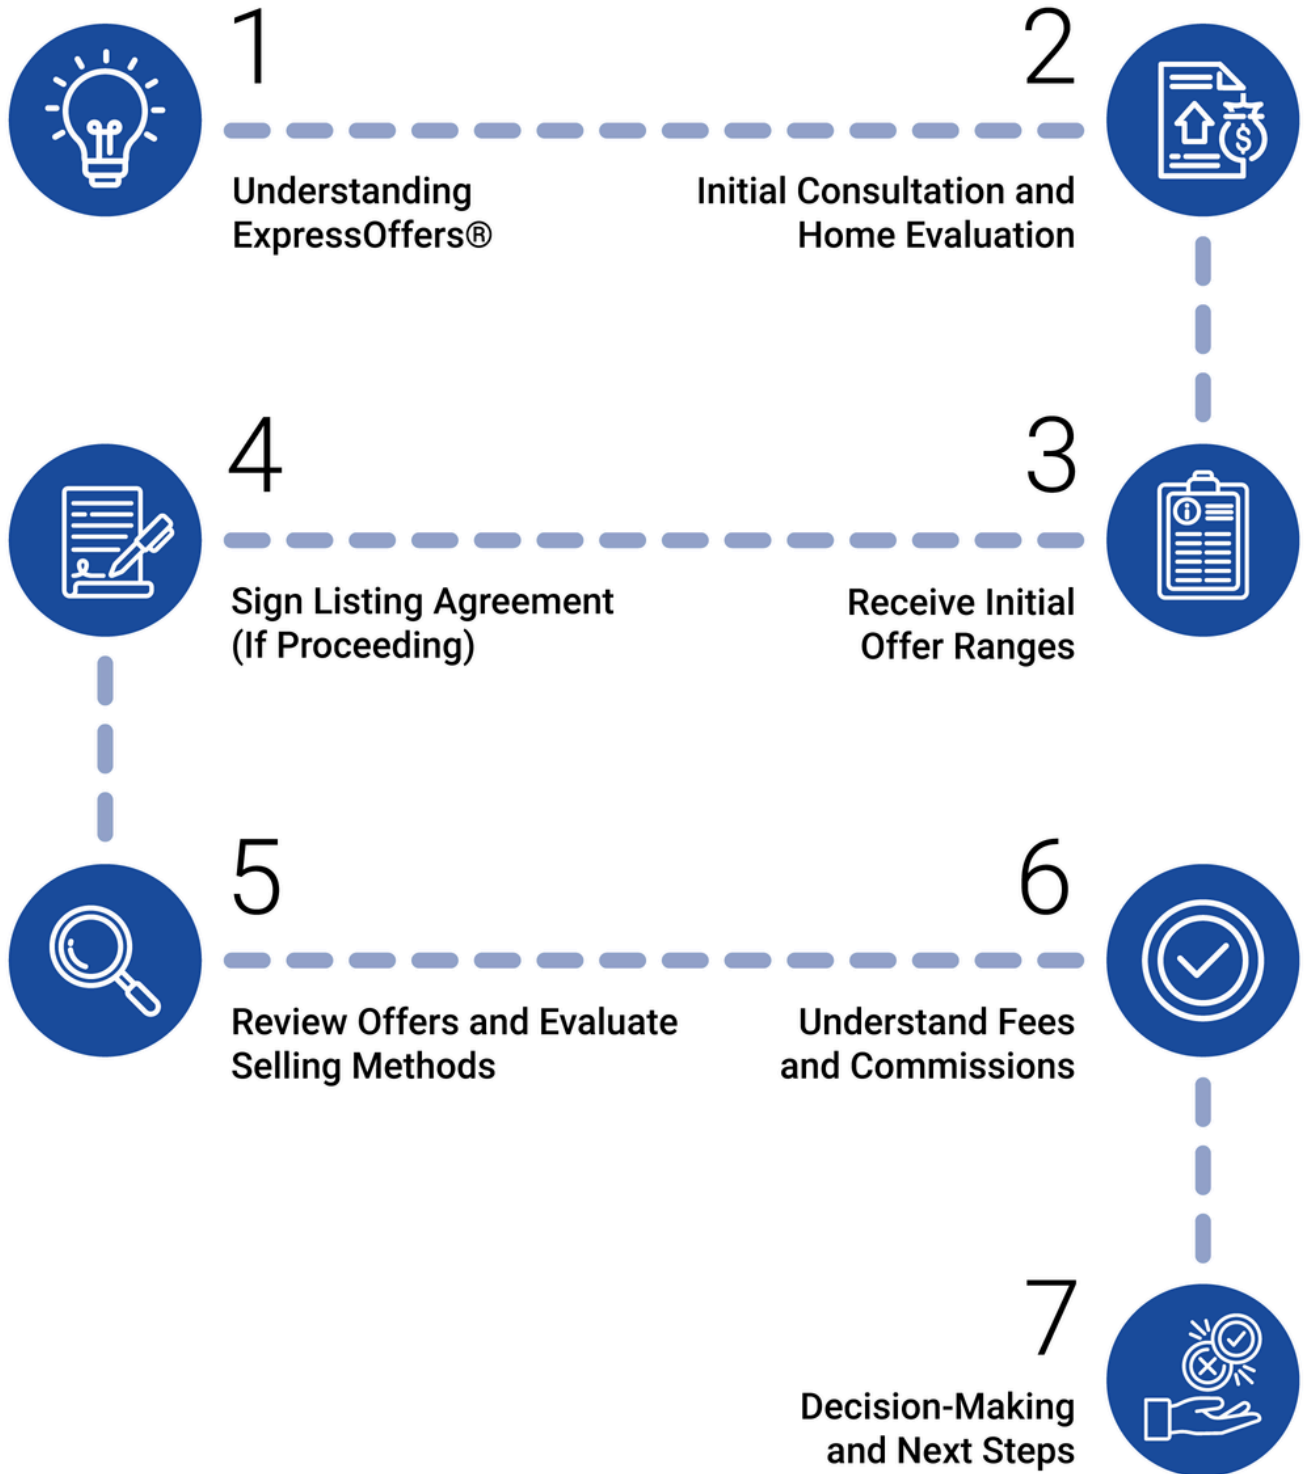 1
Understanding
ExpressOffers®
2
Initial Consultation and
Home Evaluation
3
Receive Initial
Offer Ranges
4
Sign Listing Agreement
(If Proceeding)
5
Review Offers and Evaluate
Selling Methods
6
Understand Fees
and Commissions
7
Decision-Making
and Next Steps